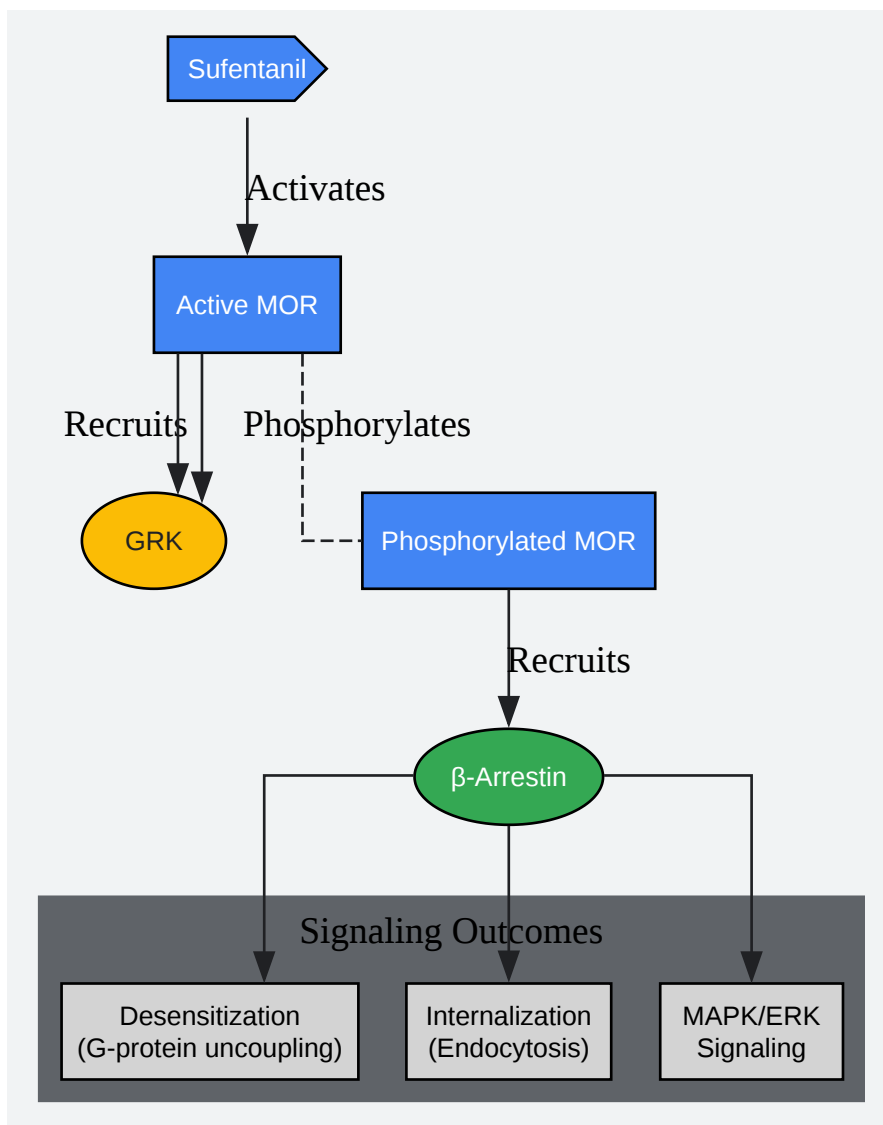 Sufentanil
Activates
Active MOR
Recruits
Phosphorylates
GRK
Phosphorylated MOR
Recruits
β-Arrestin
Signaling Outcomes
Desensitization
(G-protein uncoupling)
Internalization
(Endocytosis)
MAPK/ERK
Signaling